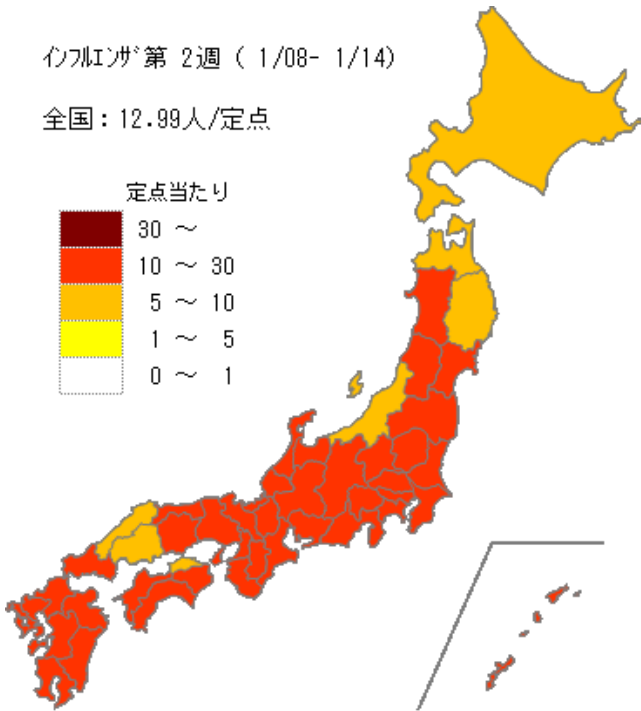 インフルエンザ第 2週 ( 1/08- 1/14)
全国：12.99人/定点
定点当たり
30 ～
10 ～ 30
5 ～ 10
1 ～ 5
0 ～ 1